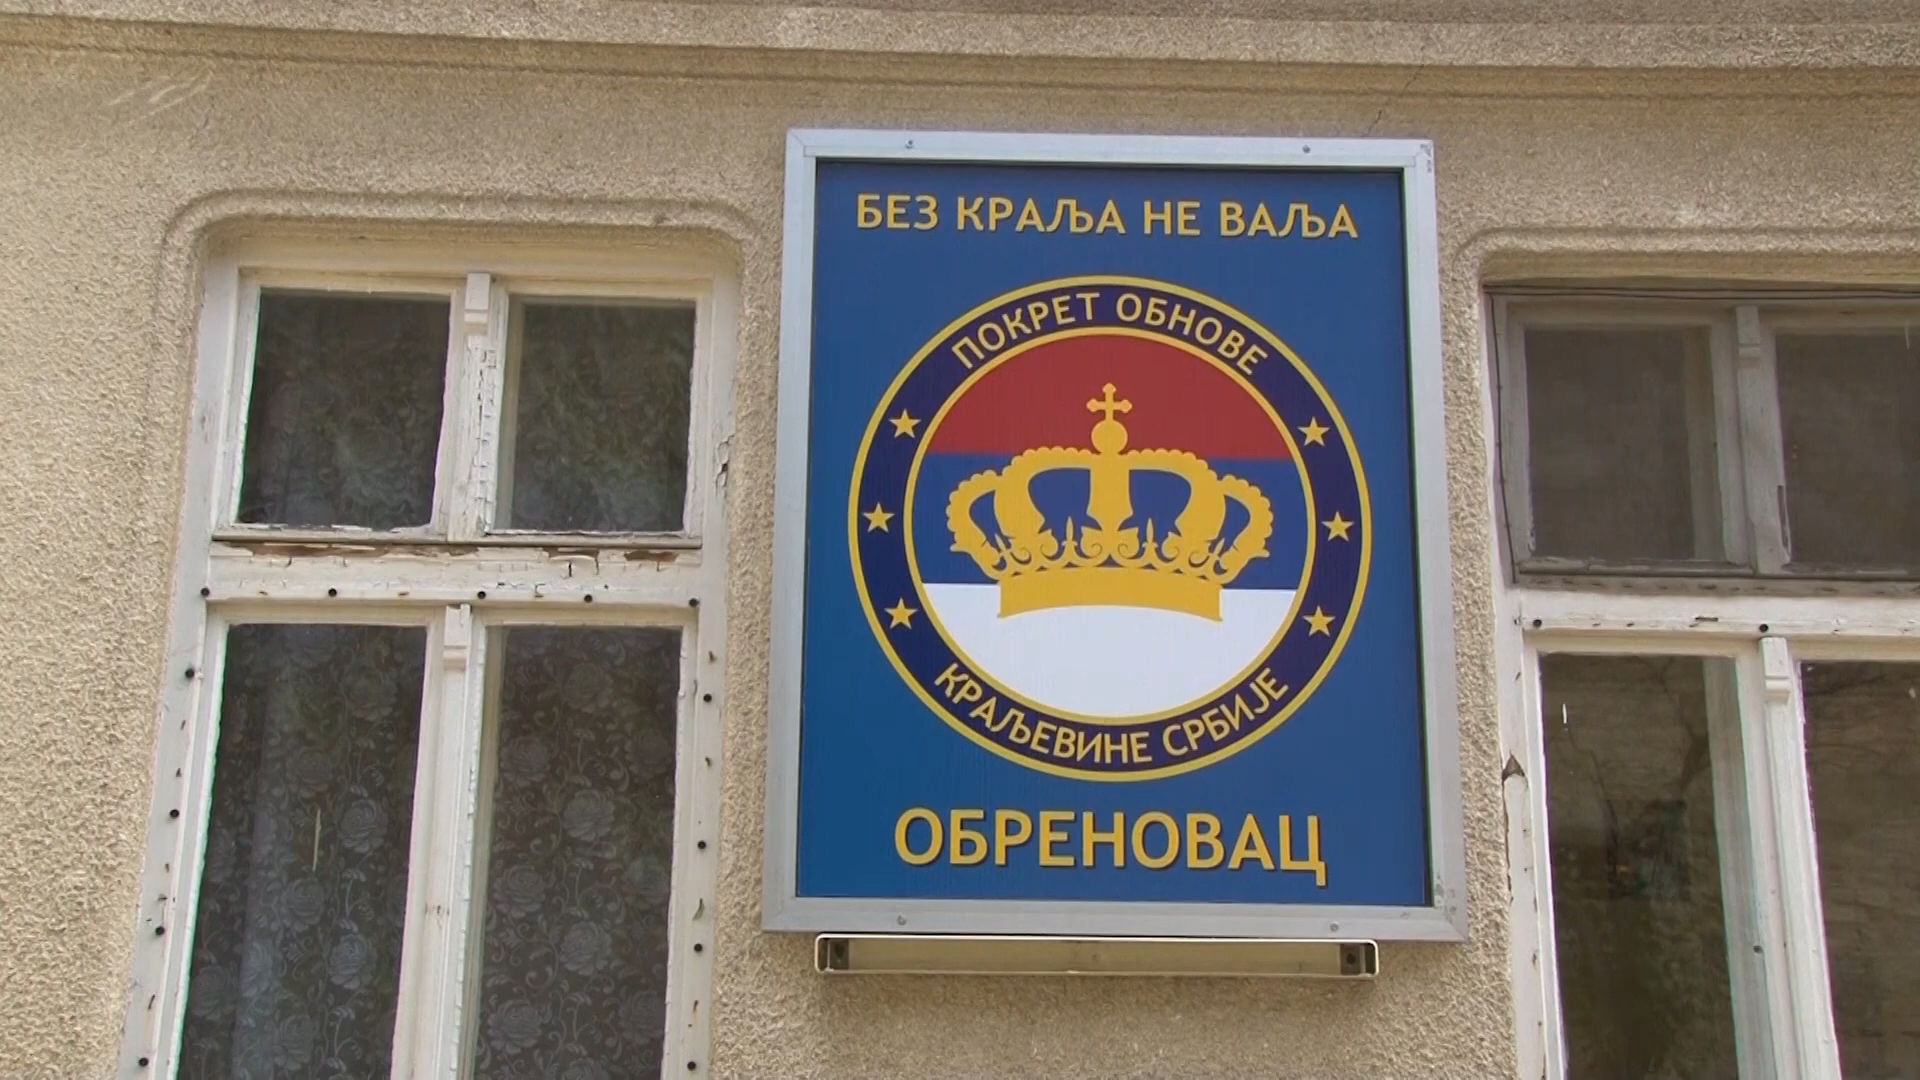 БЕЗ КРАЉА НЕ ВАЉА
ПОКРЕТ ОБНОВЕ
КРАЉЕВИНЕ СРБИЈЕ
ОБРЕНОВАЦ